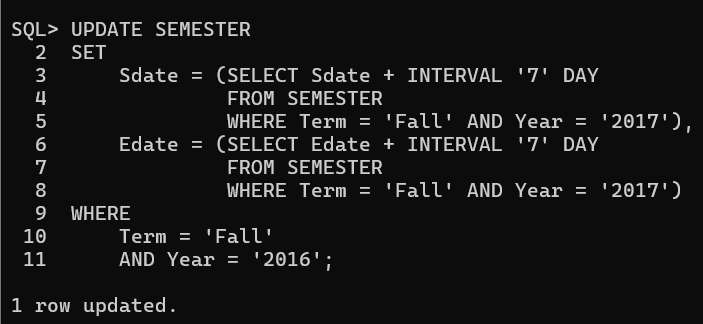 SQL> UPDATE SEMESTER
  2  SET
  3      Sdate = (SELECT Sdate + INTERVAL '7' DAY
  4               FROM SEMESTER
  5               WHERE Term = 'Fall' AND Year = '2017'),
  6      Edate = (SELECT Edate + INTERVAL '7' DAY
  7               FROM SEMESTER
  8               WHERE Term = 'Fall' AND Year = '2017')
  9  WHERE
 10      Term = 'Fall'
 11      AND Year = '2016';
1 row updated.